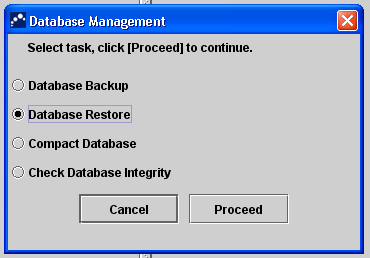 Database Management
Select task, click [Proceed] to continue.
Database Backup
Database Restore
Compact Database
Check Database Integrity
Cancel Proceed